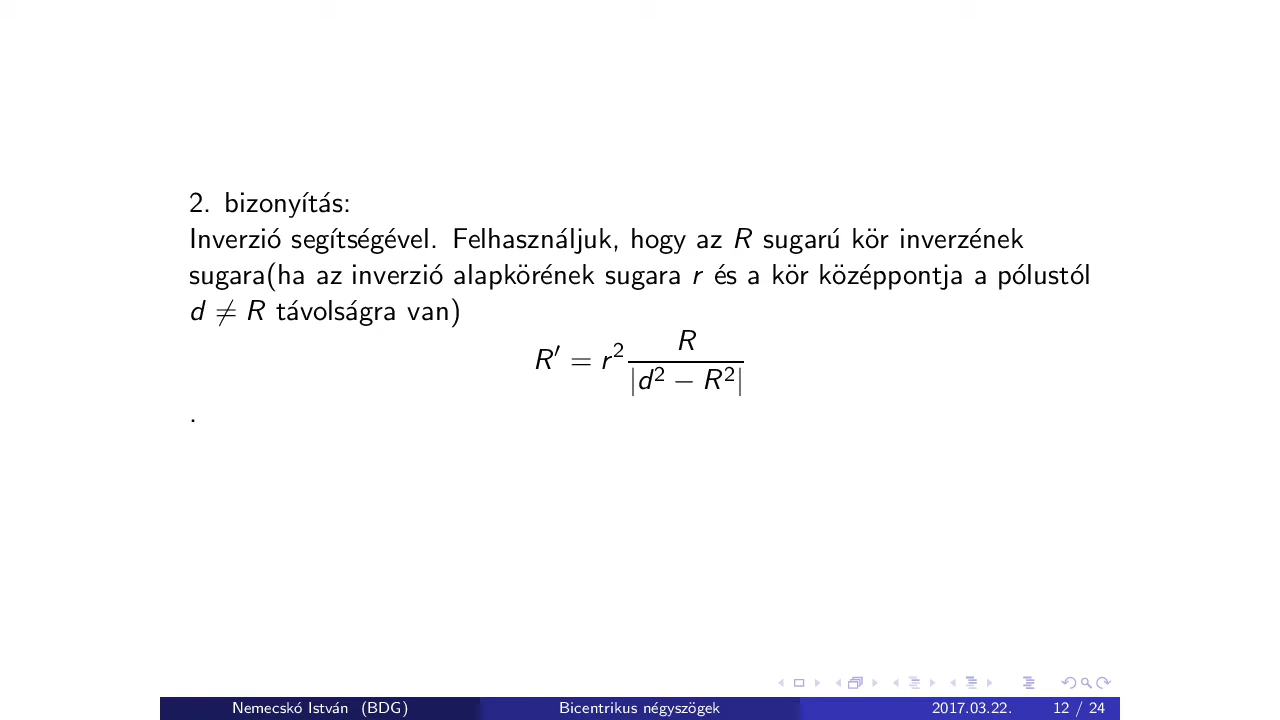 2. bizonyítás:
Inverzió segítségével. Felhasználjuk, hogy az R sugarú kör inverzének
sugara(ha az inverzió alapkörének sugara r és a kör középpontja a pólustól
d ≠ R távolságra van)
R′ = r² R / |d² − R²|
.
Nemecskó István (BDG) Bicentrikus négyszögek 2017.03.22. 12 / 24